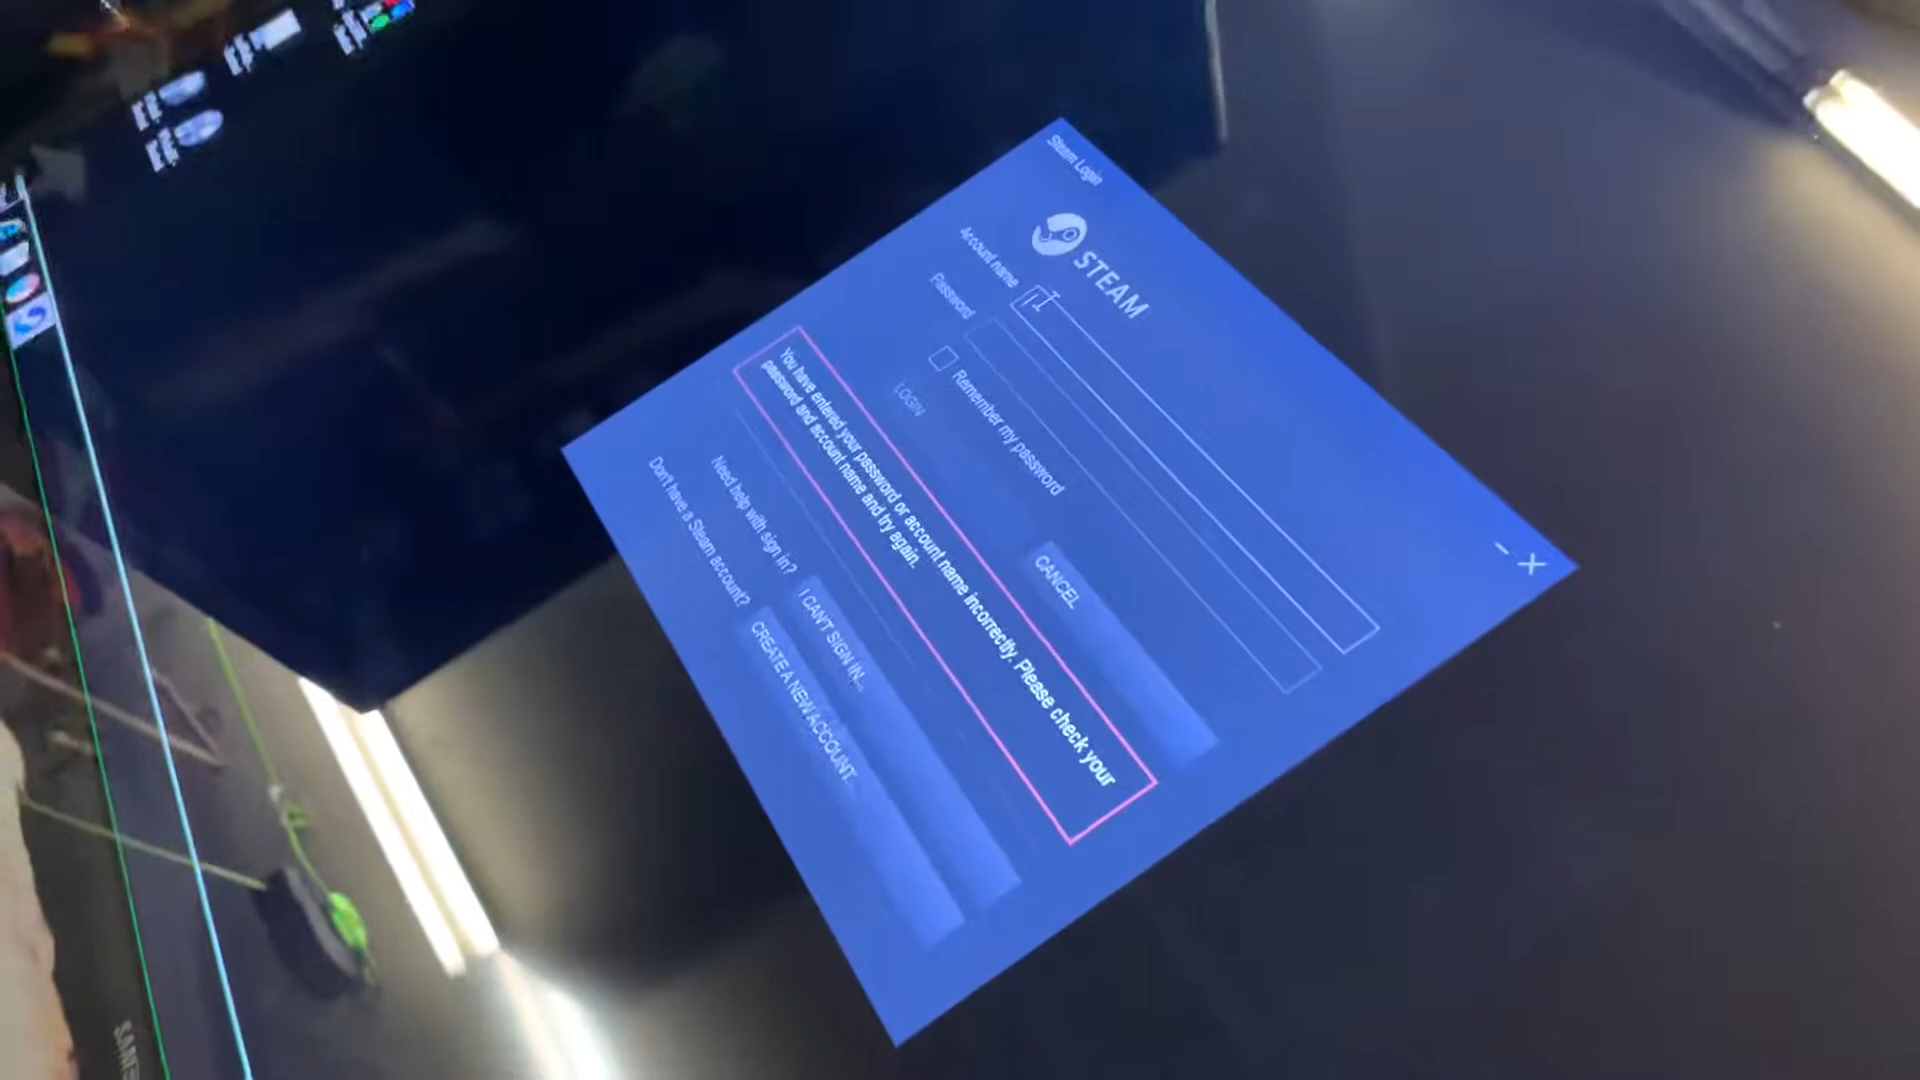 Steam Login
STEAM
Account name
Password
Remember my password
LOGIN
CANCEL
You have entered your password or account name incorrectly. Please check your
password and account name and try again.
Need help with sign in?
I CAN'T SIGN IN...
Don't have a Steam account?
CREATE A NEW ACCOUNT...